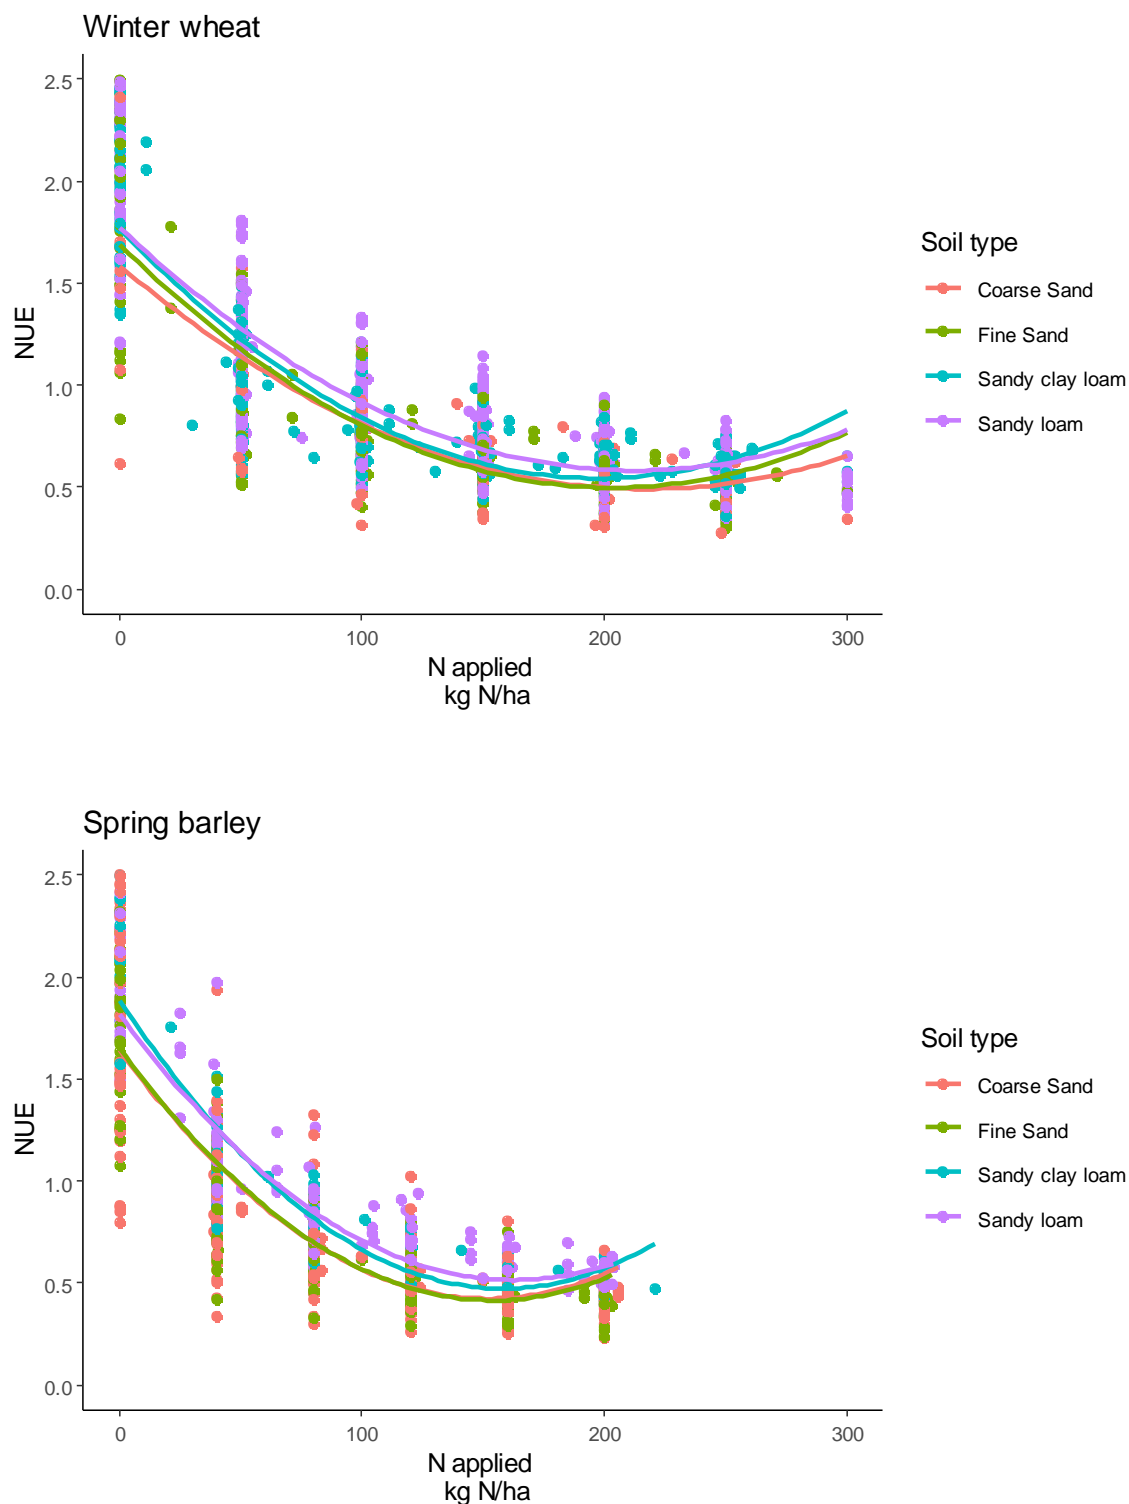 Winter wheat
2.5
2.0
1.5
1.0
0.5
0.0
NUE
0
100
200
300
N applied
kg N/ha
Soil type
Coarse Sand
Fine Sand
Sandy clay loam
Sandy loam
Spring barley
2.5
2.0
1.5
1.0
0.5
0.0
NUE
0
100
200
300
N applied
kg N/ha
Soil type
Coarse Sand
Fine Sand
Sandy clay loam
Sandy loam